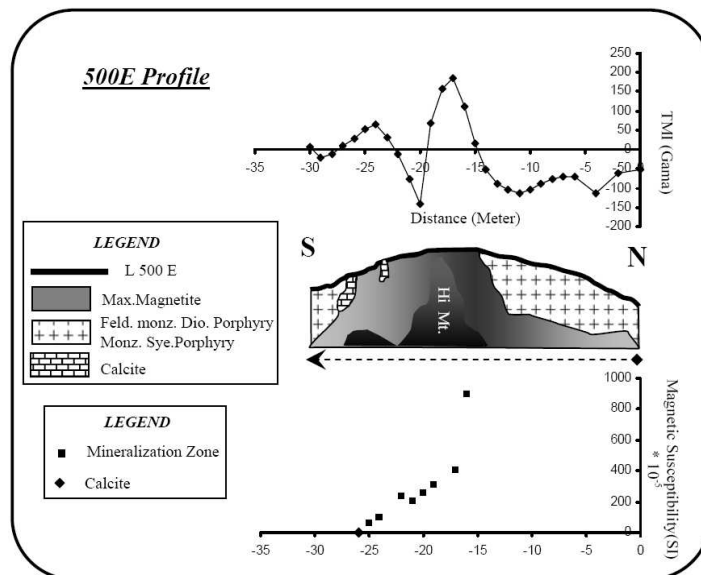 500E Profile
250
200
150
100
50
0
-50
-100
-150
-200
TMI (Gama)
-35 -30 -25 -20 -15 -10 -5 0
Distance (Meter)
LEGEND
L 500 E
Max.Magnetite
Feld. monz. Dio. Porphyry
Monz. Sye.Porphyry
Calcite
S
N
Hi Mt.
LEGEND
Mineralization Zone
Calcite
1000
800
600
400
200
0
Magnetic Susceptibility(SI)
* 10-5
-35 -30 -25 -20 -15 -10 -5 0